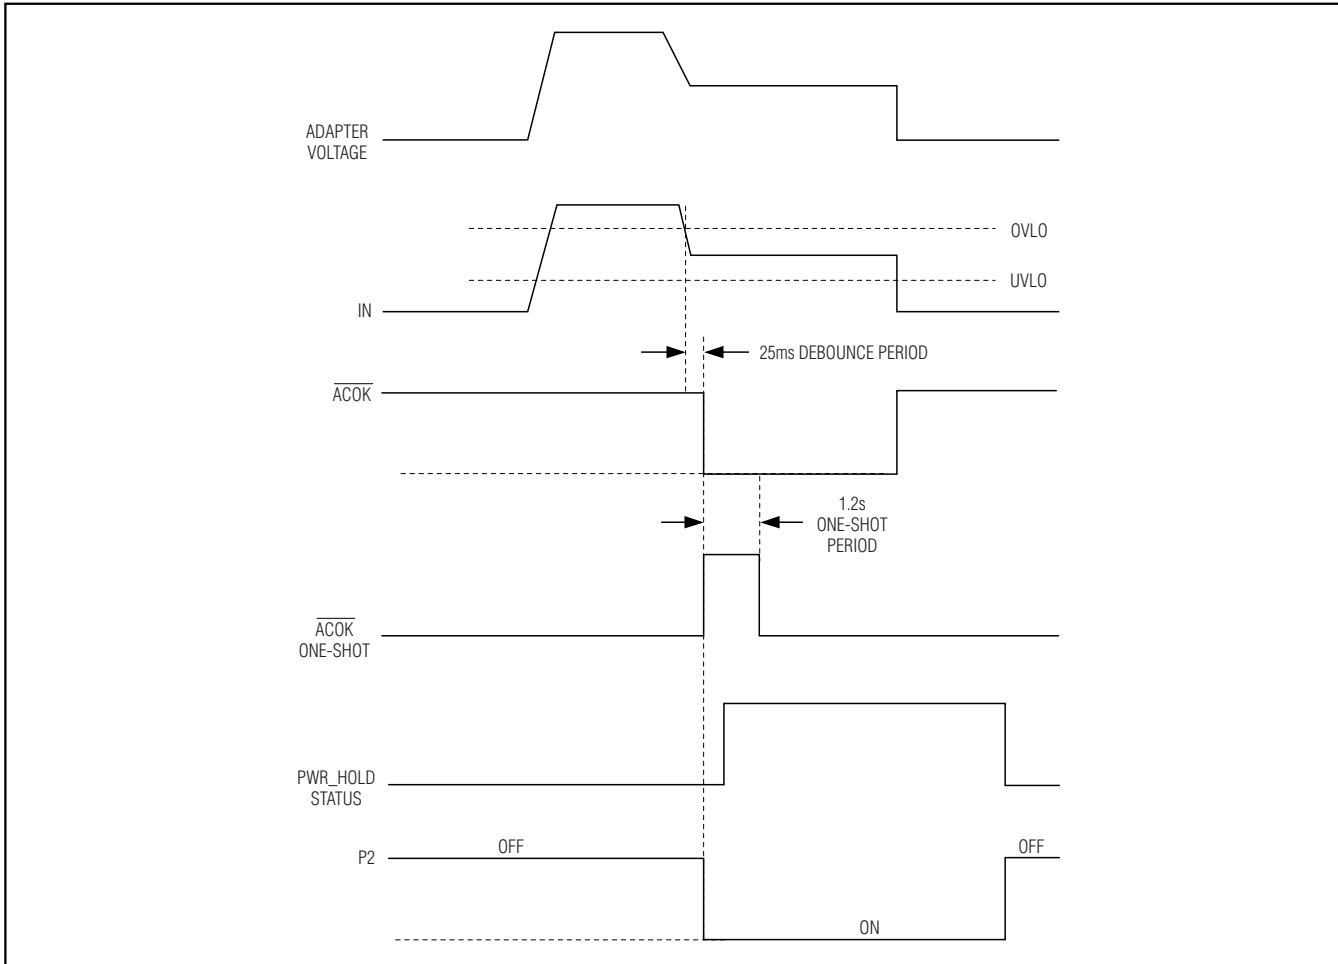 ADAPTER
VOLTAGE
OVLO
UVLO
IN
25ms DEBOUNCE PERIOD
ACOK
1.2s
ONE-SHOT
PERIOD
ACOK
ONE-SHOT
PWR_HOLD
STATUS
OFF
OFF
P2
ON